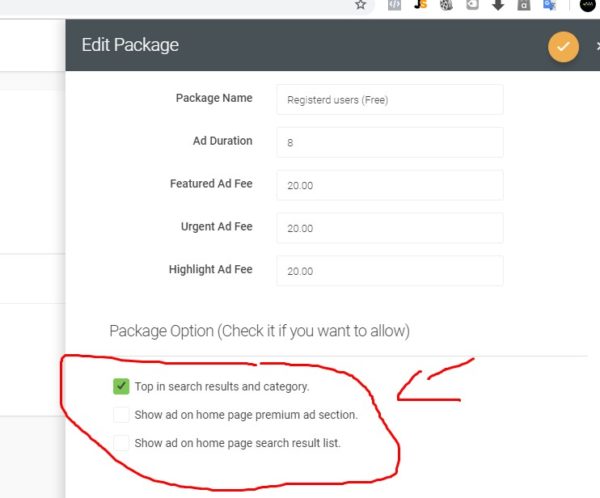 Edit Package
Package Name
Registerd users (Free)
Ad Duration
8
Featured Ad Fee
20.00
Urgent Ad Fee
20.00
Highlight Ad Fee
20.00
Package Option (Check it if you want to allow)
Top in search results and category.
Show ad on home page premium ad section.
Show ad on home page search result list.